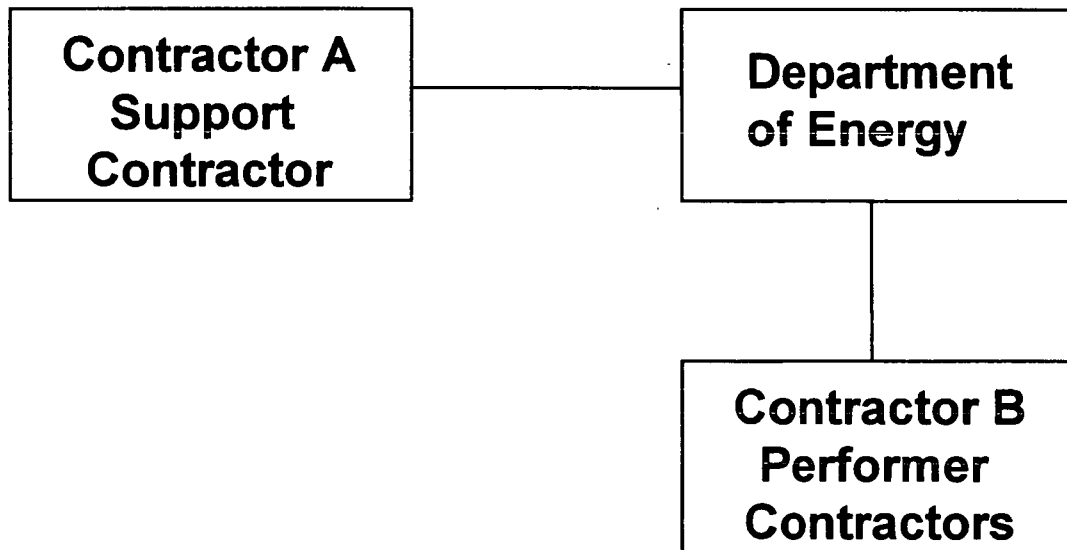 Contractor A
Support
Contractor
Department
of Energy
Contractor B
Performer
Contractors